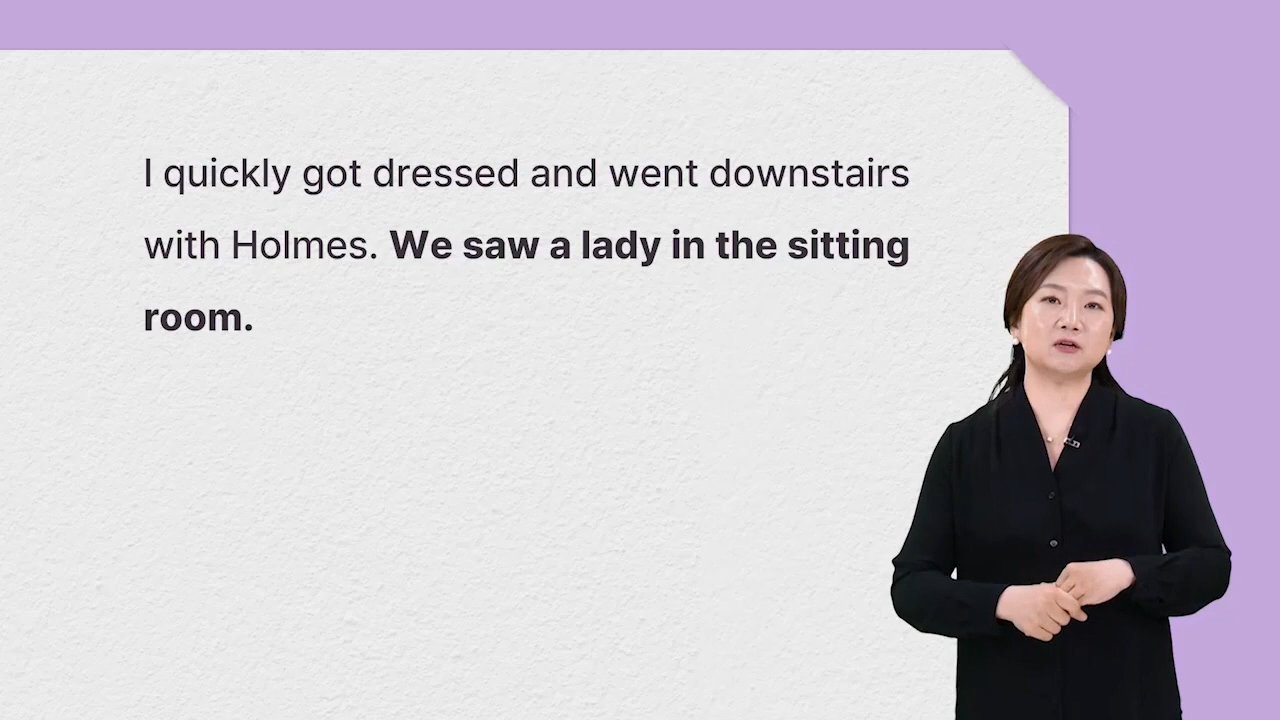 I quickly got dressed and went downstairs
with Holmes. We saw a lady in the sitting
room.